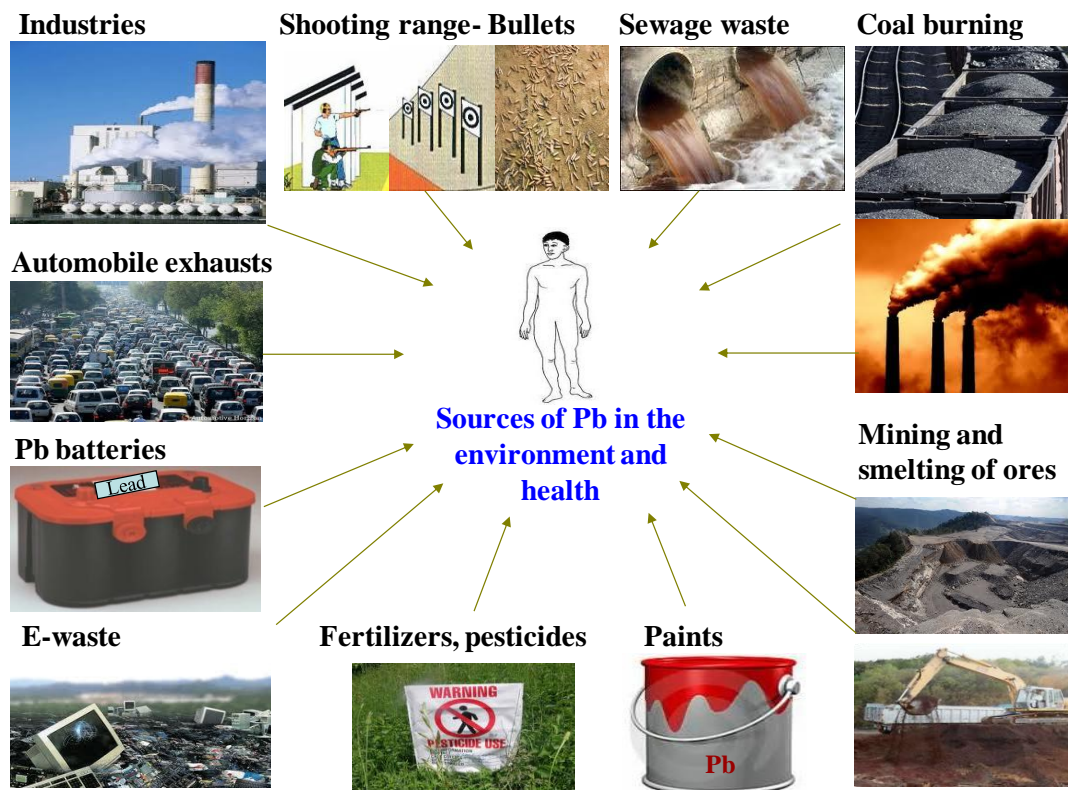 Industries
Shooting range- Bullets
Sewage waste
Coal burning
Automobile exhausts
Sources of Pb in the
environment and
health
Pb batteries
Lead
Mining and
smelting of ores
E-waste
Fertilizers, pesticides
WARNING
PESTICIDE USE
Paints
Pb